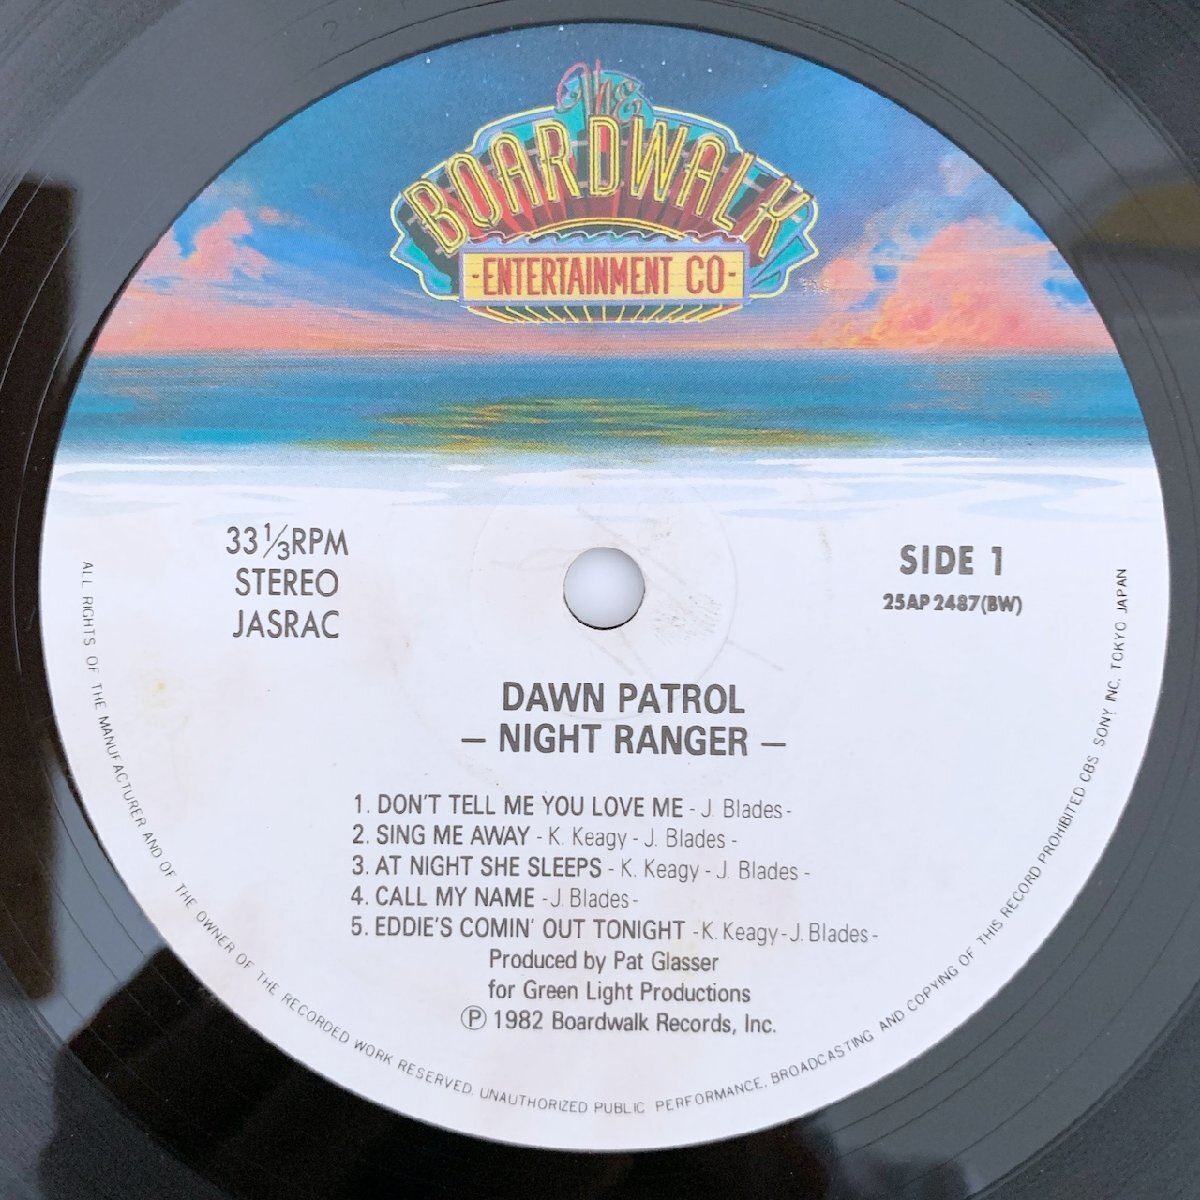 The
BOARDWALK
-ENTERTAINMENT CO-
33 1/3 RPM
STEREO
JASRAC
SIDE 1
25AP 2487(BW)
DAWN PATROL
— NIGHT RANGER —
1. DON'T TELL ME YOU LOVE ME - J. Blades -
2. SING ME AWAY - K. Keagy - J. Blades -
3. AT NIGHT SHE SLEEPS - K. Keagy - J. Blades -
4. CALL MY NAME - J. Blades -
5. EDDIE'S COMIN' OUT TONIGHT - K. Keagy - J. Blades -
Produced by Pat Glasser
for Green Light Productions
Ⓟ 1982 Boardwalk Records, Inc.
ALL RIGHTS OF THE MANUFACTURER AND OF THE OWNER OF THE RECORDED WORK RESERVED. UNAUTHORIZED PUBLIC PERFORMANCE, BROADCASTING AND COPYING OF THIS RECORD PROHIBITED CBS SONY INC. TOKYO JAPAN